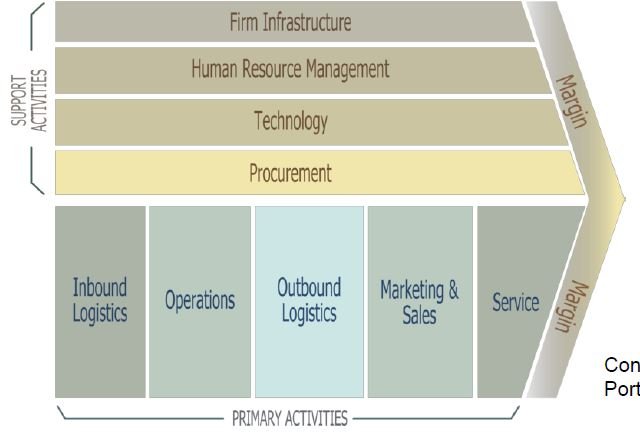 SUPPORT
ACTIVITIES
Firm Infrastructure
Human Resource Management
Technology
Procurement
Margin
Inbound
Logistics
Operations
Outbound
Logistics
Marketing &
Sales
Service
Margin
PRIMARY ACTIVITIES
Con
Port